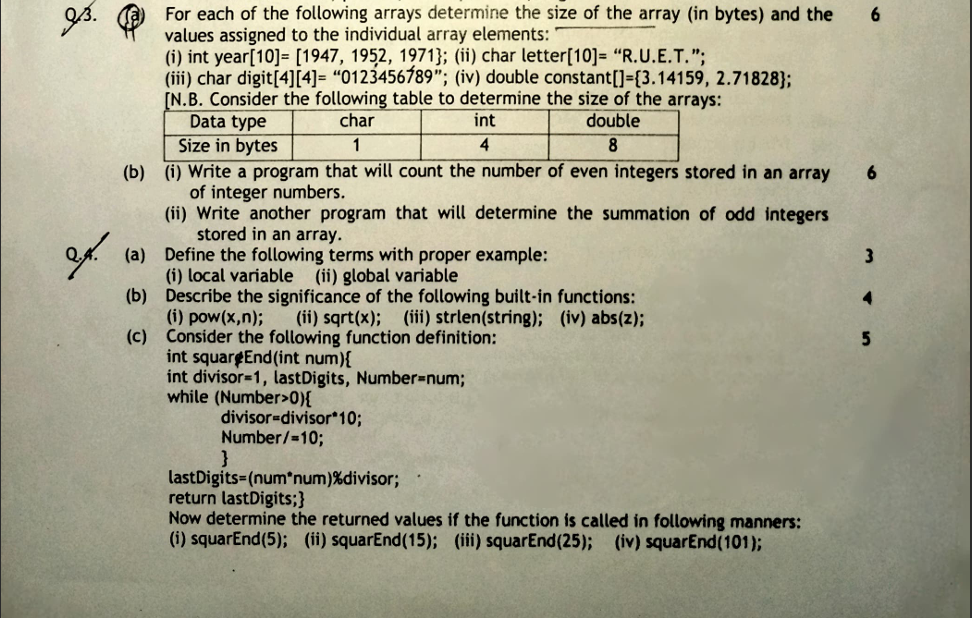 Q.3. (a) For each of the following arrays determine the size of the array (in bytes) and the 6
values assigned to the individual array elements:
(i) int year[10]= [1947, 1952, 1971}; (ii) char letter[10]= “R.U.E.T.”;
(iii) char digit[4][4]= “0123456789”; (iv) double constant[]={3.14159, 2.71828};
[N.B. Consider the following table to determine the size of the arrays:
Data type char int double
Size in bytes 1 4 8
(b) (i) Write a program that will count the number of even integers stored in an array 6
of integer numbers.
(ii) Write another program that will determine the summation of odd integers
stored in an array.
Q.4. (a) Define the following terms with proper example: 3
(i) local variable (ii) global variable
(b) Describe the significance of the following built-in functions: 4
(i) pow(x,n); (ii) sqrt(x); (iii) strlen(string); (iv) abs(z);
(c) Consider the following function definition: 5
int squarEnd(int num){
int divisor=1, lastDigits, Number=num;
while (Number>0){
divisor=divisor*10;
Number/=10;
}
lastDigits=(num*num)%divisor;
return lastDigits;}
Now determine the returned values if the function is called in following manners:
(i) squarEnd(5); (ii) squarEnd(15); (iii) squarEnd(25); (iv) squarEnd(101);